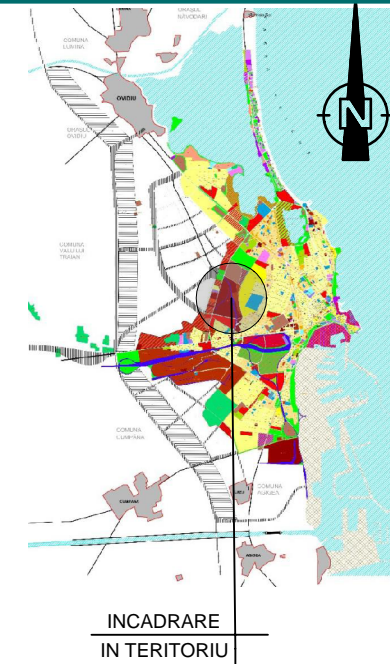 ORASUL
NAVODARI
COMUNA
LUMINA
N
OVIDIU
ORASUL
OVIDIU
COMUNA
VALU LUI
TRAIAN
COMUNA
CUMPANA
CUMPANA
COMUNA
AGIGEA
AGIGEA
INCADRARE
IN TERITORIU